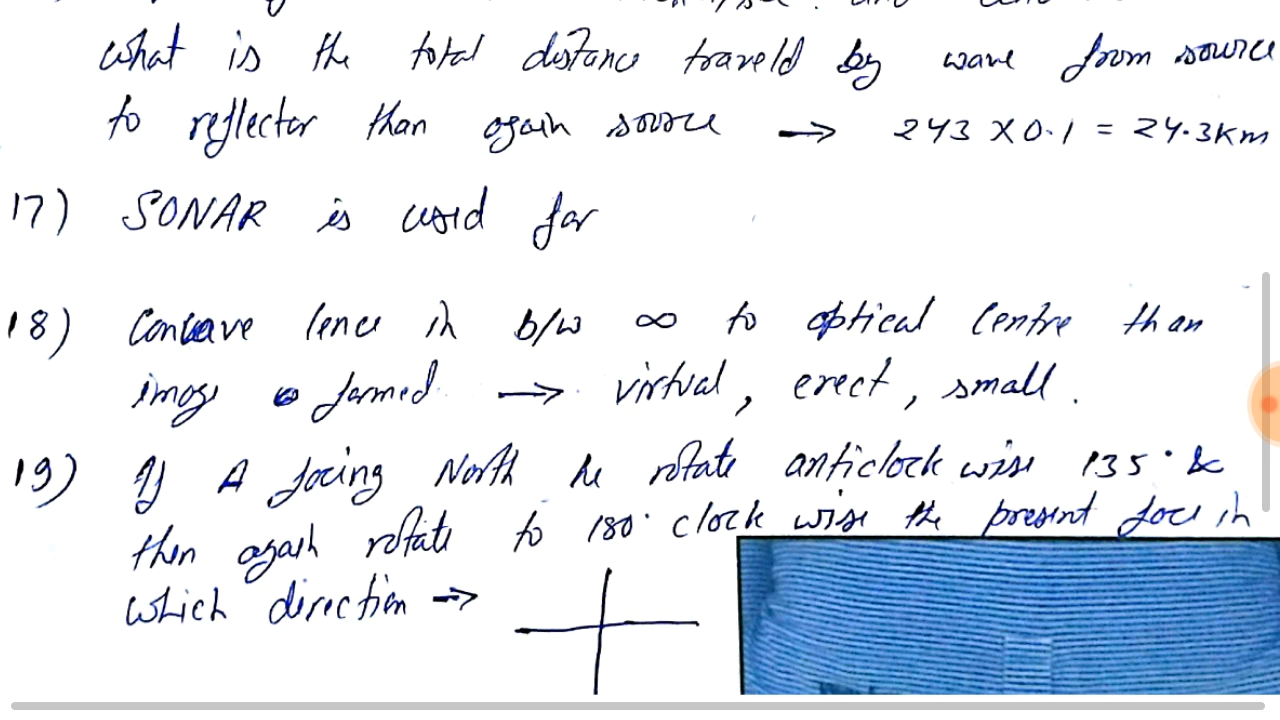 what is the total distance traveld by wave from source
to reflector than again source → 243 X 0.1 = 24.3Km
17) SONAR is used for
18) Concave lence in b/w ∞ to optical Centre than
image formed → virtual, erect, small.
19) If A facing North he rotate anticlock wise 135° &
then again rotate to 180° clock wise the present face in
which direction →